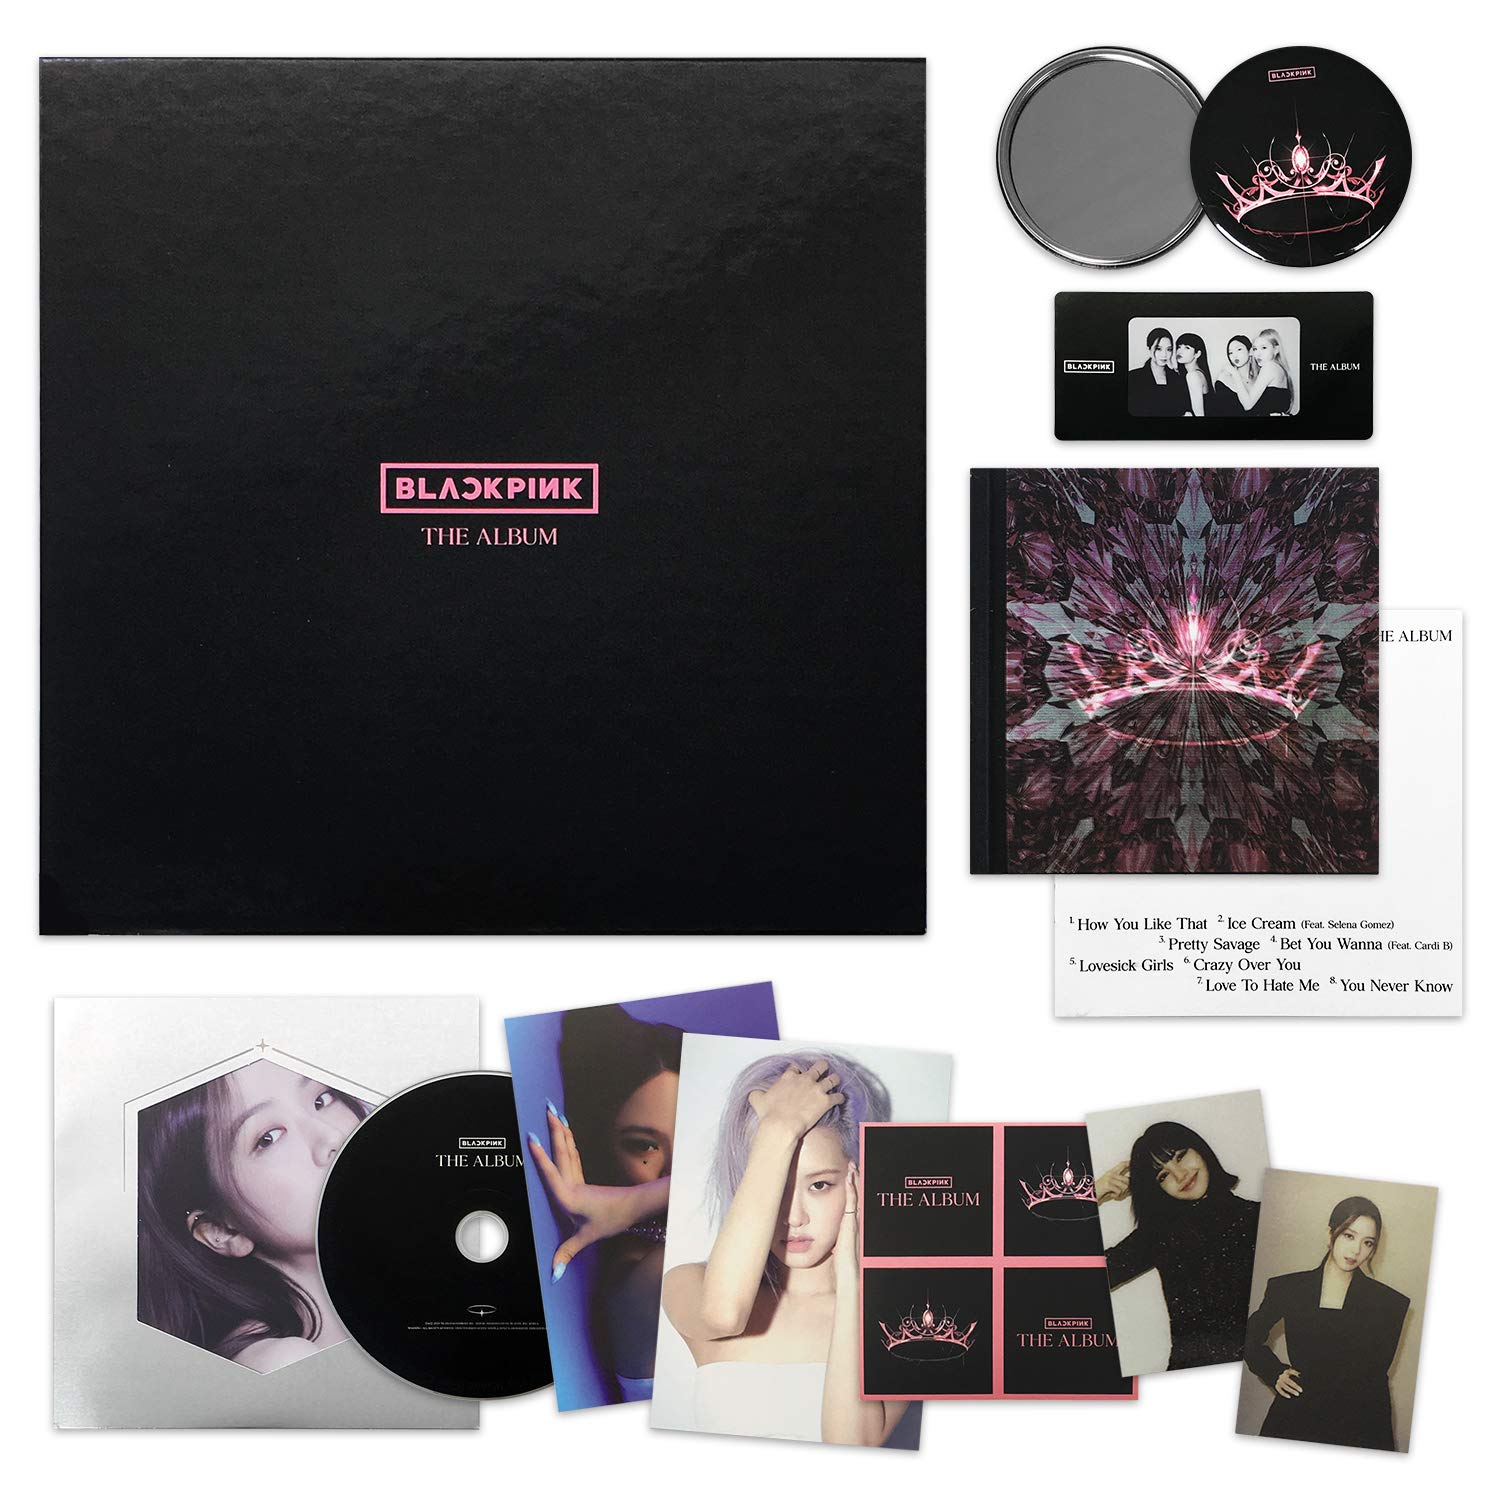 BLACKPINK
THE ALBUM
BLACKPINK
BLACKPINK
THE ALBUM
HE ALBUM
1. How You Like That 2. Ice Cream (Feat. Selena Gomez)
3. Pretty Savage 4. Bet You Wanna (Feat. Cardi B)
5. Lovesick Girls 6. Crazy Over You
7. Love To Hate Me 8. You Never Know
BLACKPINK
THE ALBUM
BLACKPINK
THE ALBUM
BLACKPINK
THE ALBUM